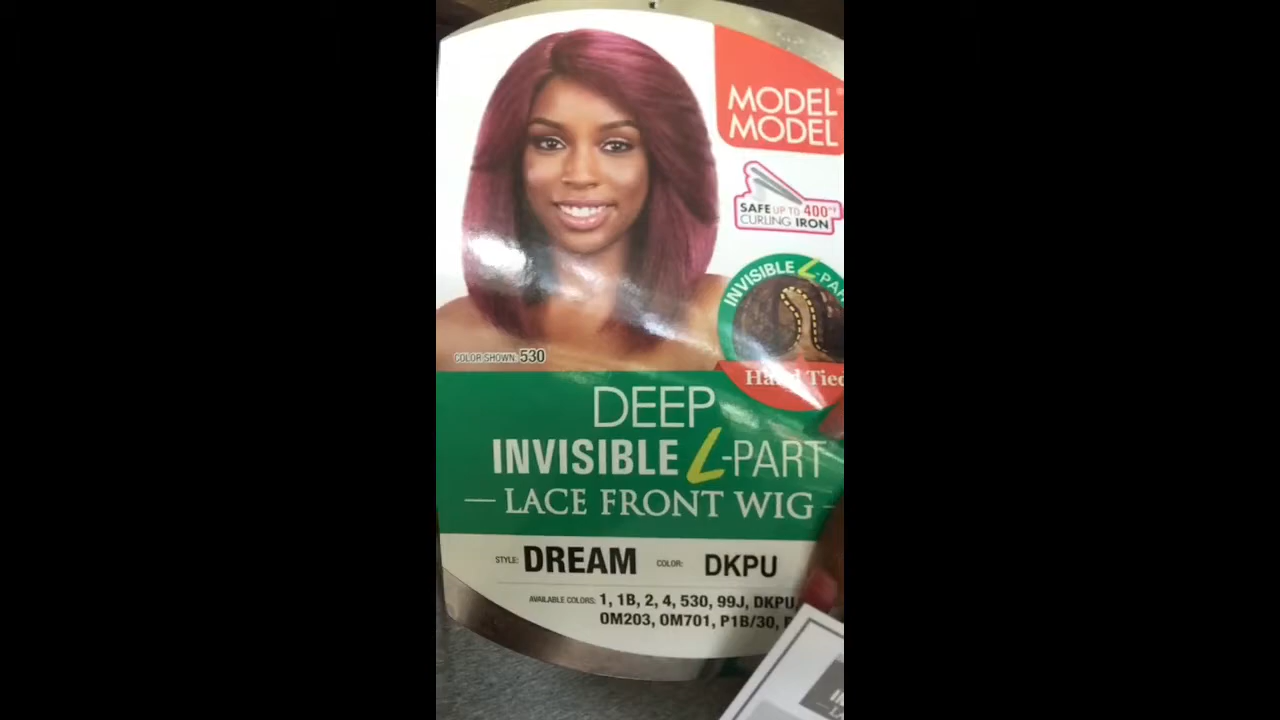 MODEL
MODEL
SAFE UP TO 400°F
CURLING IRON
INVISIBLE L-PAR
Hand Tied
COLOR SHOWN: 530
DEEP
INVISIBLE L-PART
— LACE FRONT WIG —
STYLE: DREAM COLOR: DKPU
AVAILABLE COLORS: 1, 1B, 2, 4, 530, 99J, DKPU,
OM203, OM701, P1B/30,